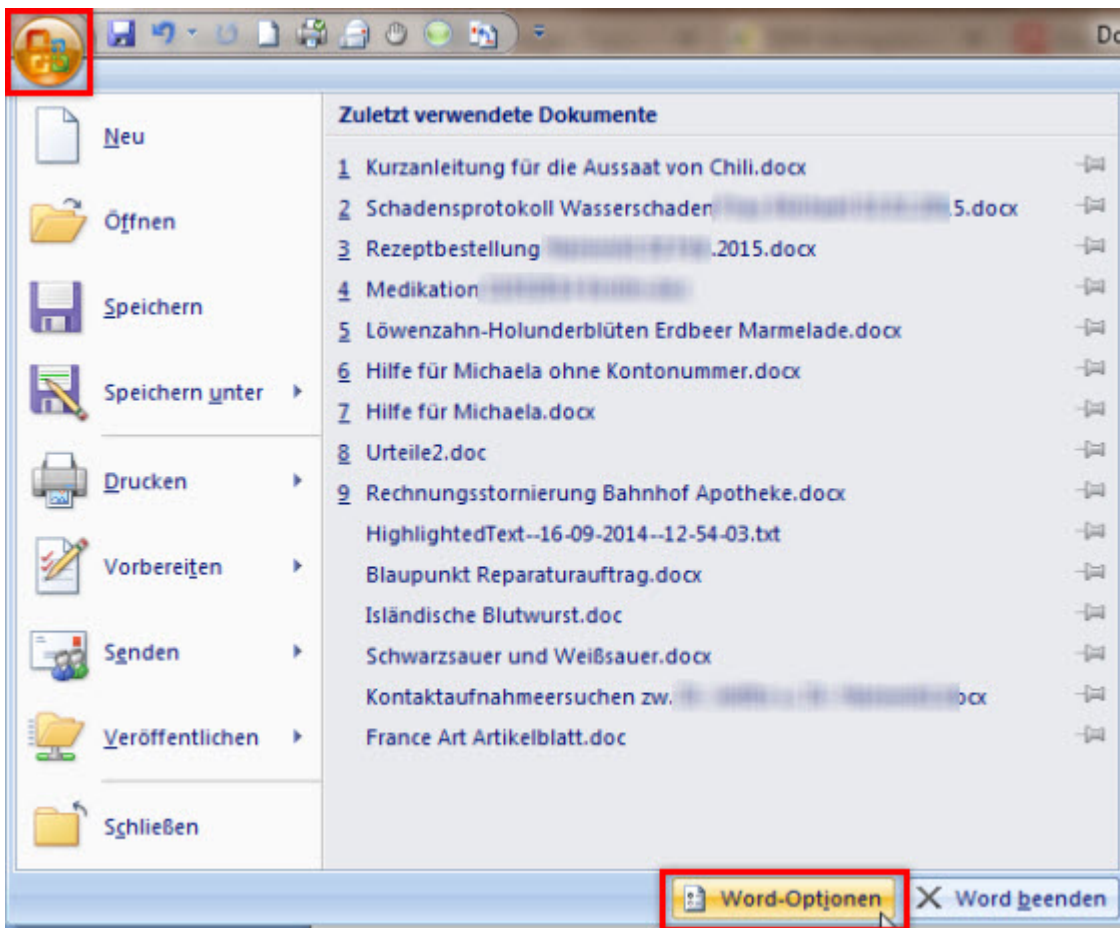 Do
Neu
Öffnen
Speichern
Speichern unter
Drucken
Vorbereiten
Senden
Veröffentlichen
Schließen
Zuletzt verwendete Dokumente
1 Kurzanleitung für die Aussaat von Chili.docx
2 Schadensprotokoll Wasserschaden 5.docx
3 Rezeptbestellung .2015.docx
4 Medikation
5 Löwenzahn-Holunderblüten Erdbeer Marmelade.docx
6 Hilfe für Michaela ohne Kontonummer.docx
7 Hilfe für Michaela.docx
8 Urteile2.doc
9 Rechnungsstornierung Bahnhof Apotheke.docx
HighlightedText--16-09-2014--12-54-03.txt
Blaupunkt Reparaturauftrag.docx
Isländische Blutwurst.doc
Schwarzsauer und Weißsauer.docx
Kontaktaufnahmeersuchen zw. ocx
France Art Artikelblatt.doc
Word-Optionen
Word beenden